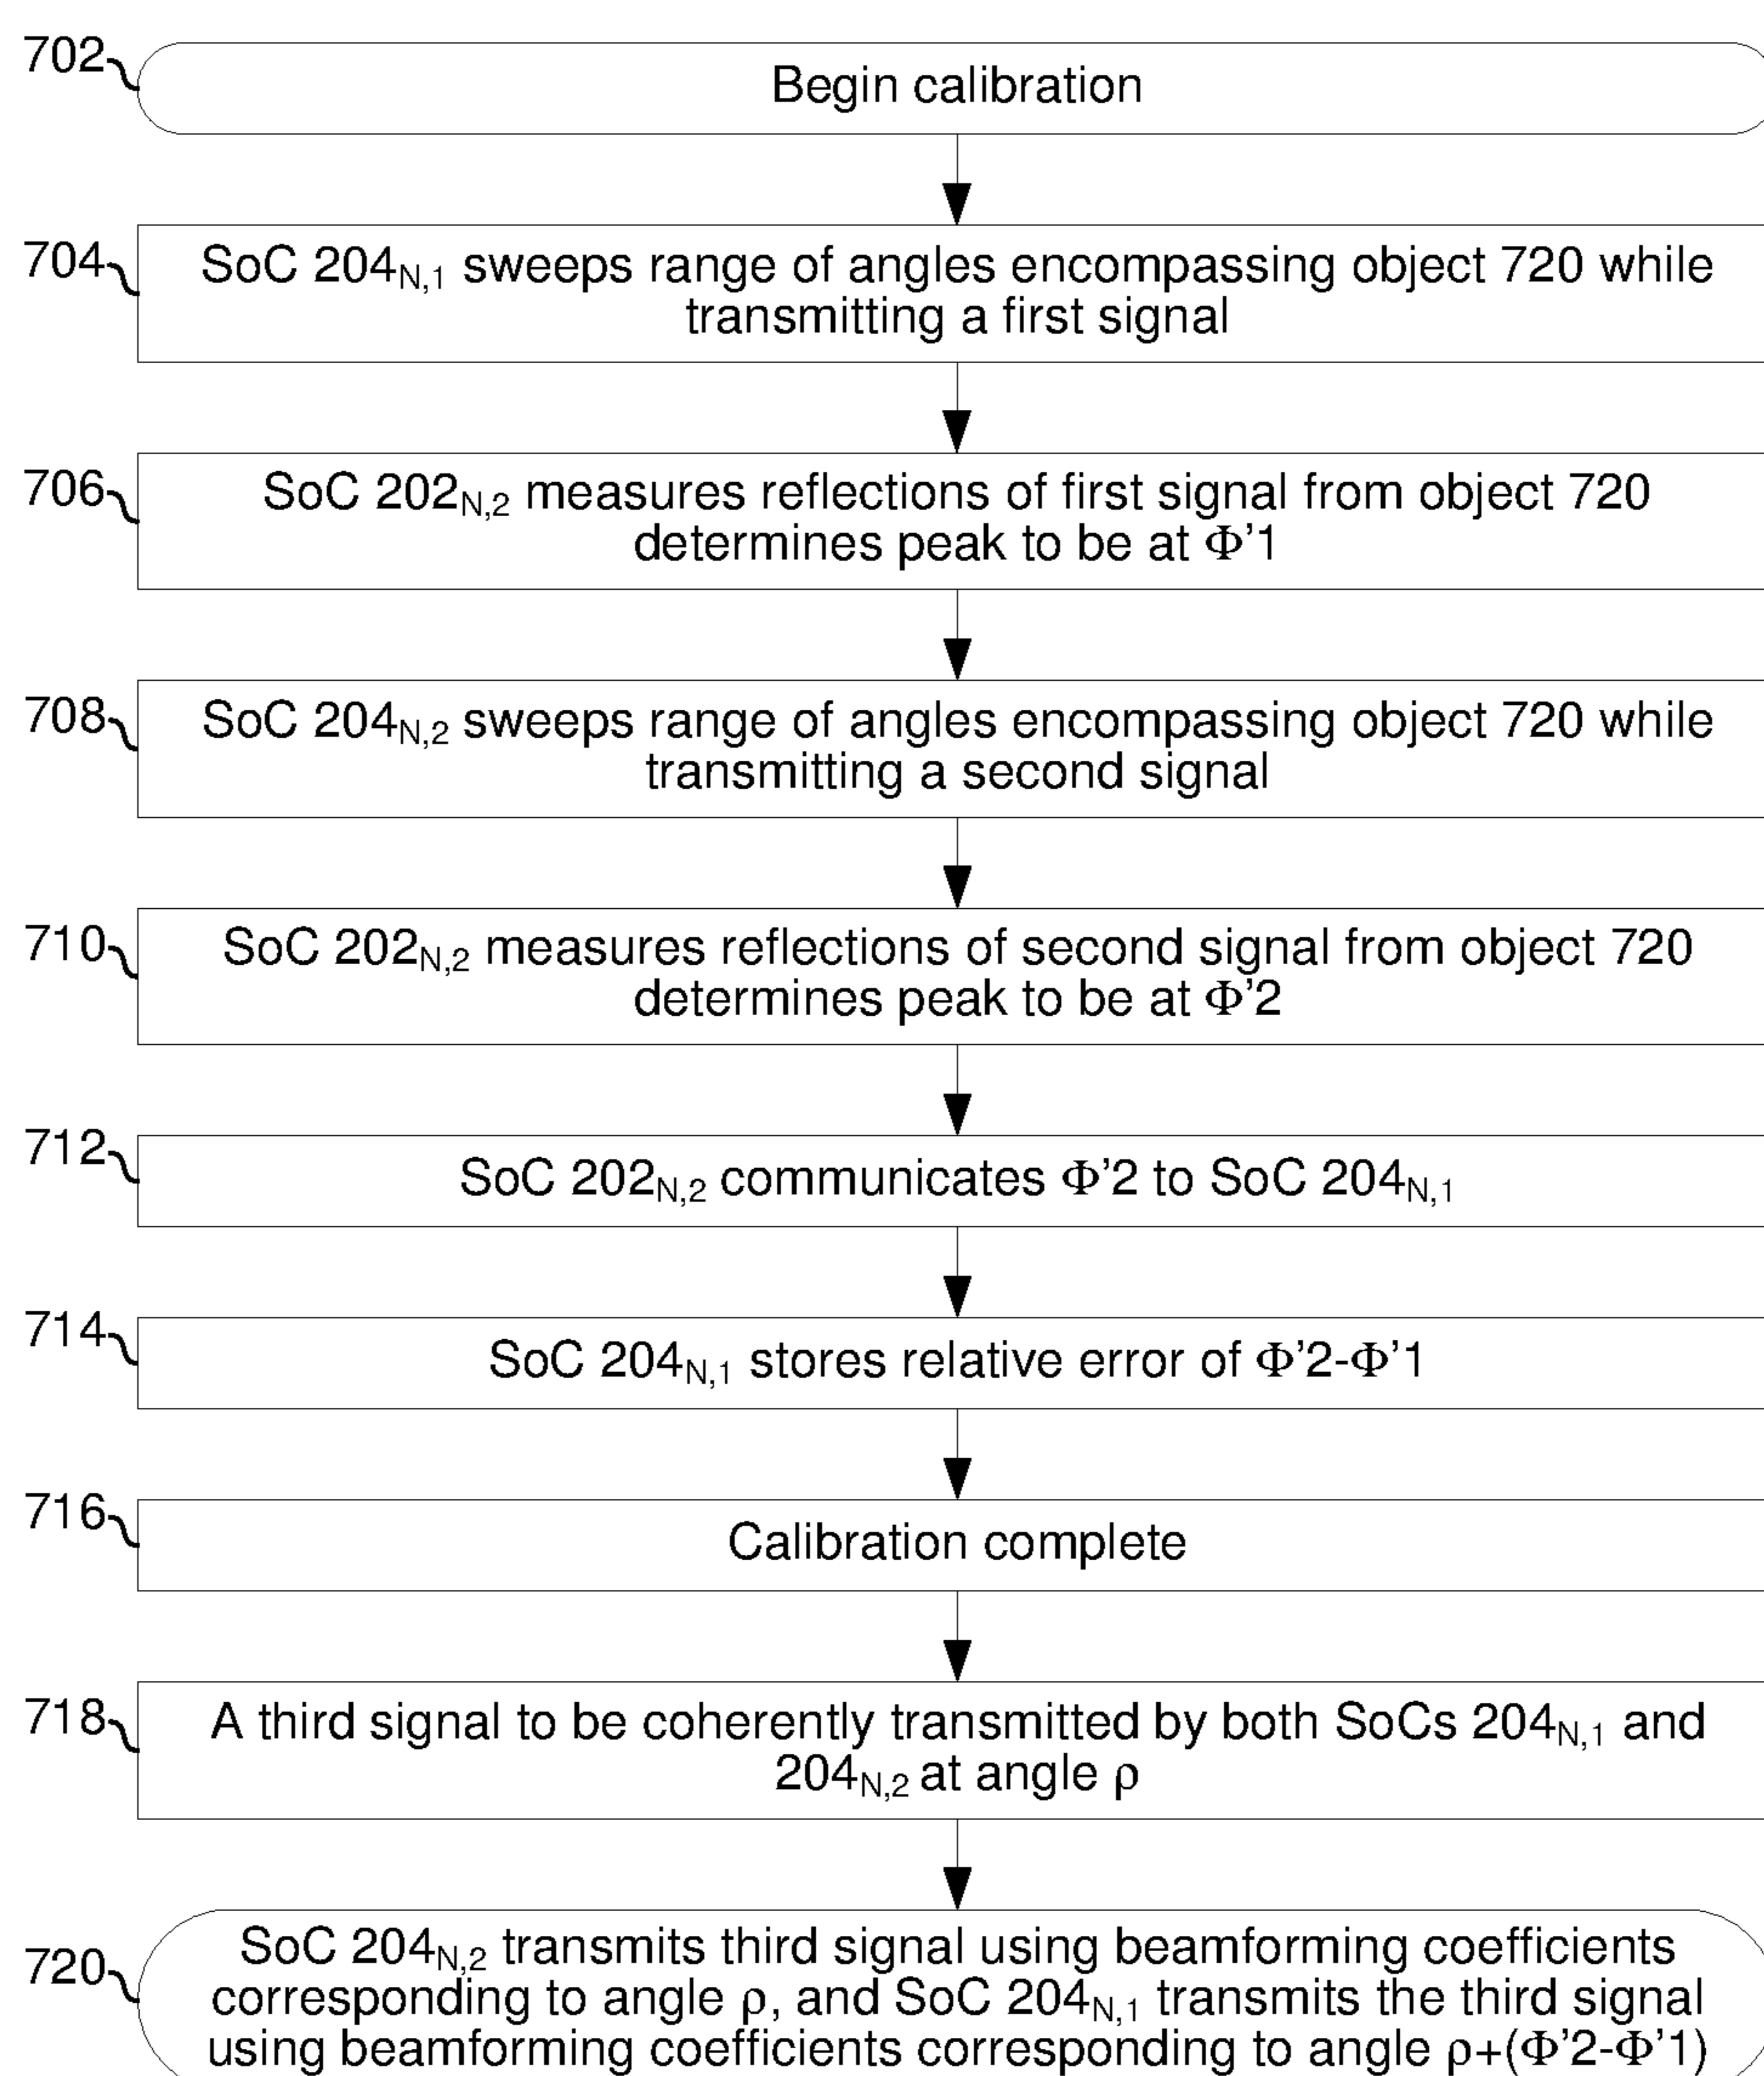 702
Begin calibration
704
SoC 204N,1 sweeps range of angles encompassing object 720 while
transmitting a first signal
706
SoC 202N,2 measures reflections of first signal from object 720
determines peak to be at Φ’1
708
SoC 204N,2 sweeps range of angles encompassing object 720 while
transmitting a second signal
710
SoC 202N,2 measures reflections of second signal from object 720
determines peak to be at Φ’2
712
SoC 202N,2 communicates Φ’2 to SoC 204N,1
714
SoC 204N,1 stores relative error of Φ’2-Φ’1
716
Calibration complete
718
A third signal to be coherently transmitted by both SoCs 204N,1 and
204N,2 at angle ρ
720
SoC 204N,2 transmits third signal using beamforming coefficients
corresponding to angle ρ, and SoC 204N,1 transmits the third signal
using beamforming coefficients corresponding to angle ρ+(Φ’2-Φ’1)